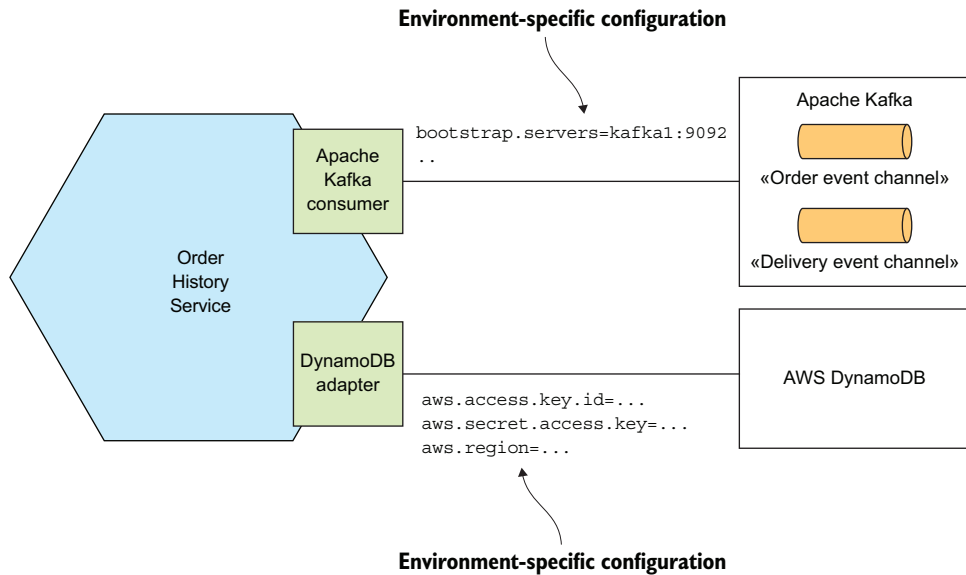 Environment-specific configuration
bootstrap.servers=kafka1:9092
..
Apache
Kafka
consumer
Apache Kafka
«Order event channel»
«Delivery event channel»
Order
History
Service
DynamoDB
adapter
AWS DynamoDB
aws.access.key.id=...
aws.secret.access.key=...
aws.region=...
Environment-specific configuration